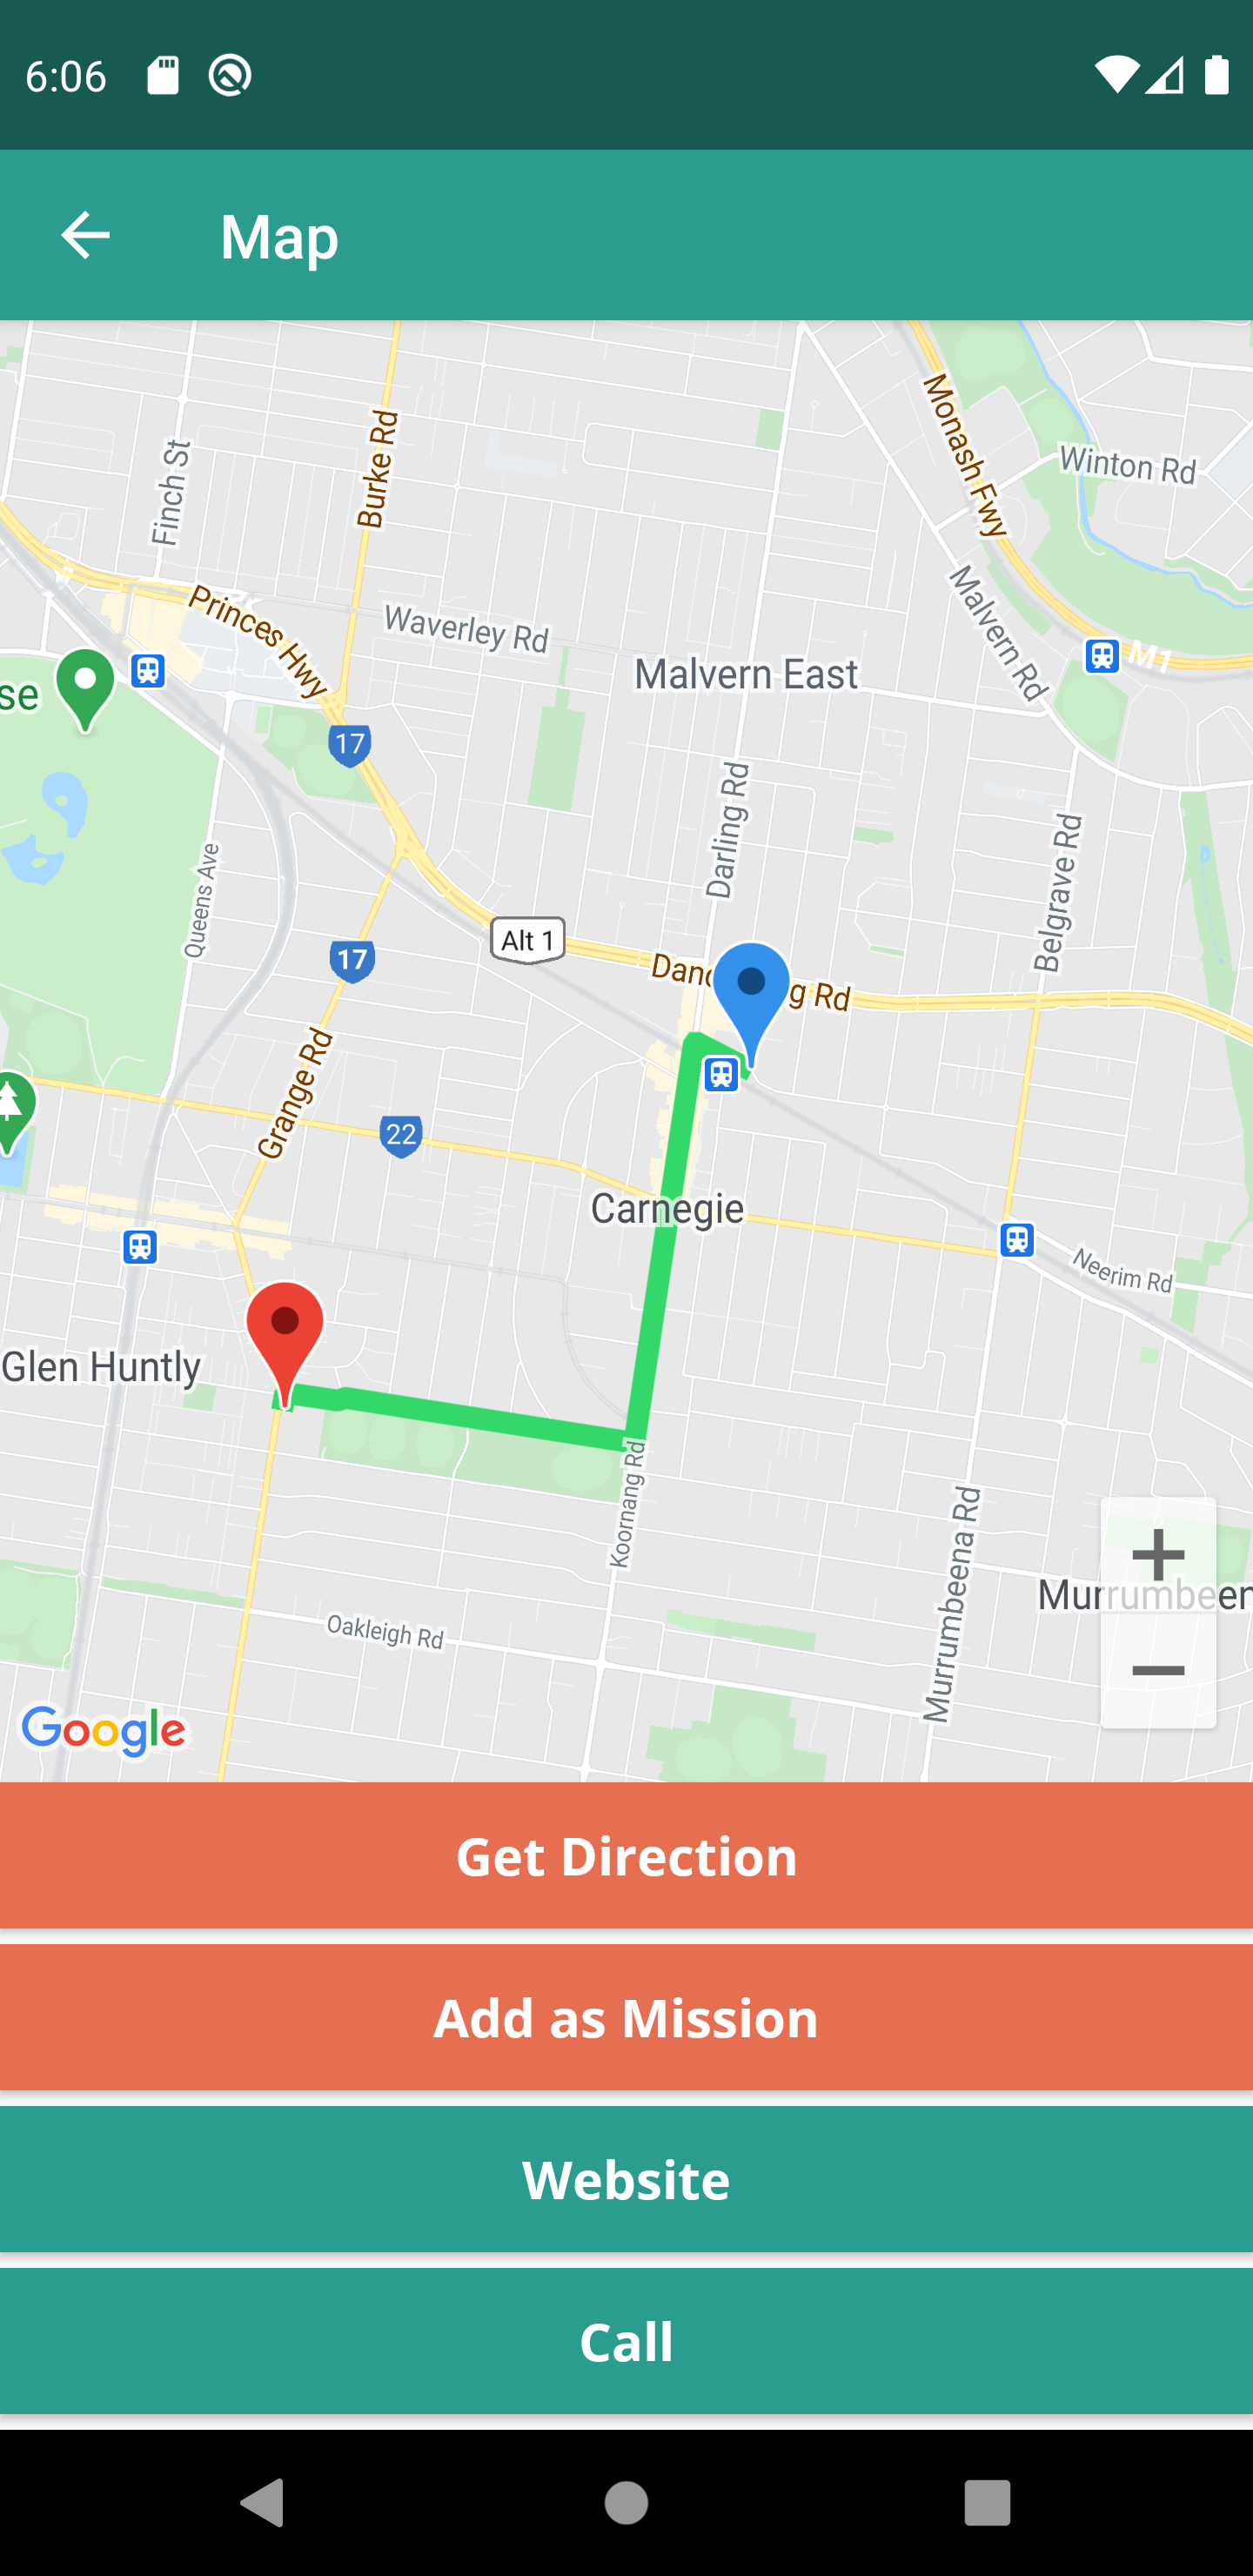 6:06
Map
Monash Fwy
Burke Rd
Finch St
Winton Rd
Princes Hwy
Waverley Rd
Malvern Rd
M1
Malvern East
se
17
Darling Rd
Belgrave Rd
Queens Ave
Alt 1
17
Dand
g Rd
Grange Rd
22
Carnegie
Neerim Rd
Glen Huntly
Koornang Rd
Murrumbeena Rd
+
Murrumbeen
Oakleigh Rd
−
Google
Get Direction
Add as Mission
Website
Call